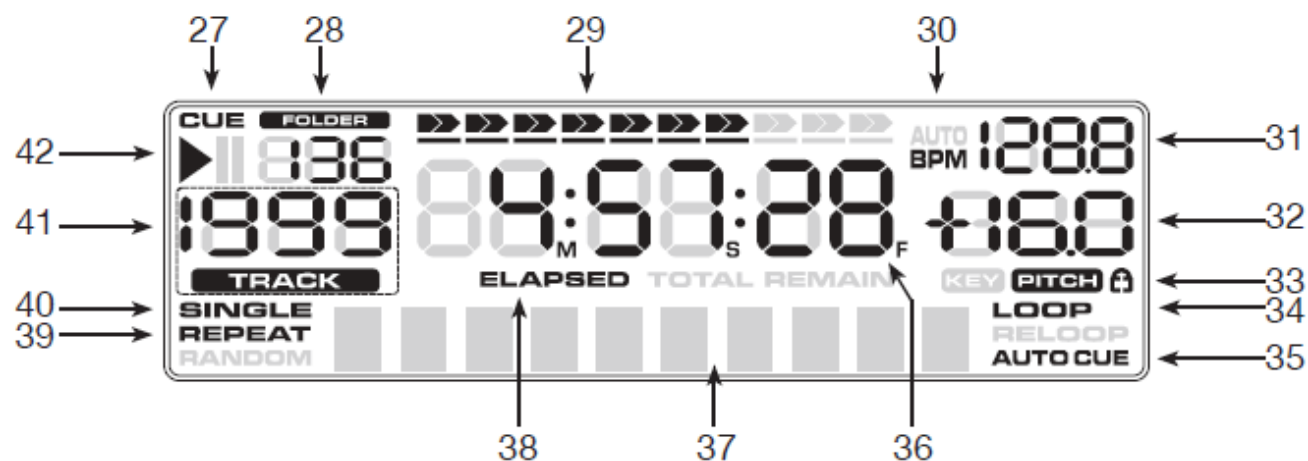 27 28 29 30
CUE FOLDER
AUTO 128.8 31
42 136 BPM
41 1999 4:57:28 +16.0 32
M S F
TRACK ELAPSED TOTAL REMAIN KEY PITCH 33
40 SINGLE LOOP 34
39 REPEAT RELOOP
RANDOM AUTO CUE 35
38 37 36